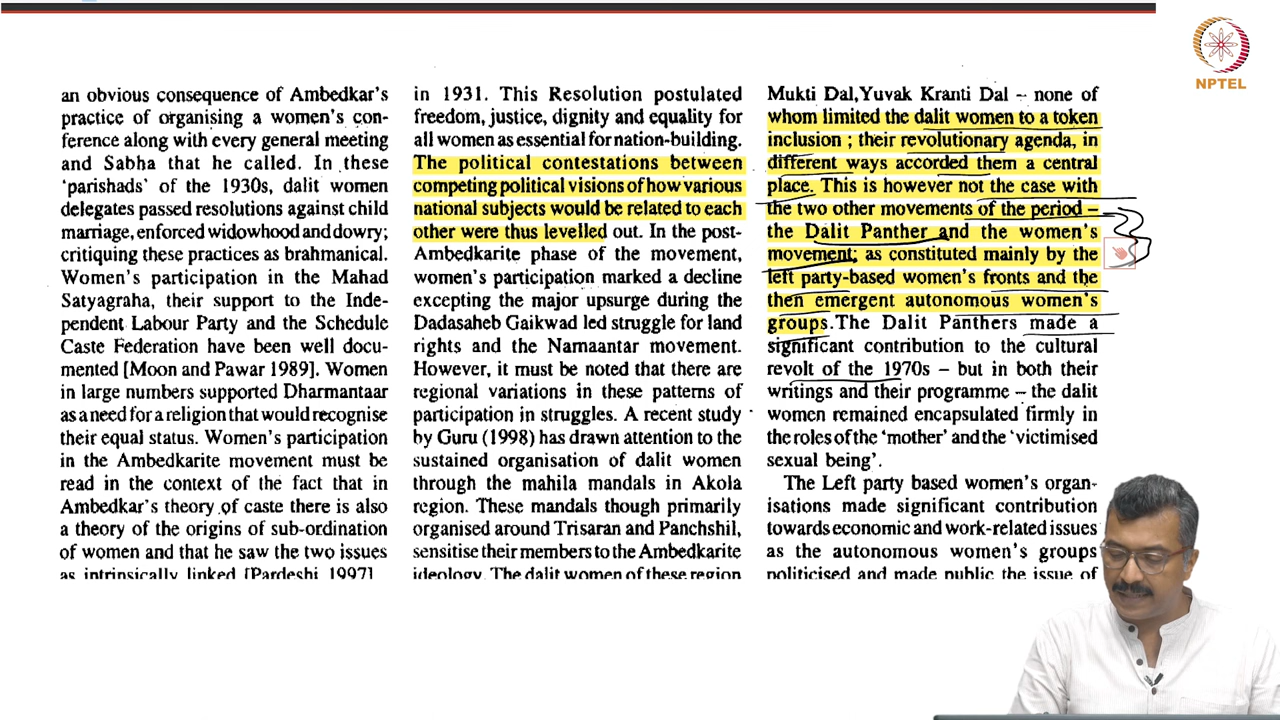 an obvious consequence of Ambedkar's
practice of organising a women's con-
ference along with every general meeting
and Sabha that he called. In these
'parishads' of the 1930s, dalit women
delegates passed resolutions against child
marriage, enforced widowhood and dowry;
critiquing these practices as brahmanical.
Women's participation in the Mahad
Satyagraha, their support to the Inde-
pendent Labour Party and the Schedule
Caste Federation have been well docu-
mented [Moon and Pawar 1989]. Women
in large numbers supported Dharmantaar
as a need for a religion that would recognise
their equal status. Women's participation
in the Ambedkarite movement must be
read in the context of the fact that in
Ambedkar's theory of caste there is also
a theory of the origins of sub-ordination
of women and that he saw the two issues
as intrinsically linked [Pardeshi 1997]
in 1931. This Resolution postulated
freedom, justice, dignity and equality for
all women as essential for nation-building.
The political contestations between
competing political visions of how various
national subjects would be related to each
other were thus levelled out. In the post-
Ambedkarite phase of the movement,
women's participation marked a decline
excepting the major upsurge during the
Dadasaheb Gaikwad led struggle for land
rights and the Namaantar movement.
However, it must be noted that there are
regional variations in these patterns of
participation in struggles. A recent study
by Guru (1998) has drawn attention to the
sustained organisation of dalit women
through the mahila mandals in Akola
region. These mandals though primarily
organised around Trisaran and Panchshil,
sensitise their members to the Ambedkarite
ideology. The dalit women of these region
Mukti Dal,Yuvak Kranti Dal – none of
whom limited the dalit women to a token
inclusion ; their revolutionary agenda, in
different ways accorded them a central
place. This is however not the case with
the two other movements of the period –
the Dalit Panther and the women's
movement; as constituted mainly by the
left party-based women's fronts and the
then emergent autonomous women's
groups.The Dalit Panthers made a
significant contribution to the cultural
revolt of the 1970s – but in both their
writings and their programme – the dalit
women remained encapsulated firmly in
the roles of the 'mother' and the 'victimised
sexual being'.
The Left party based women's organ-
isations made significant contribution
towards economic and work-related issues
as the autonomous women's groups
politicised and made public the issue of
NPTEL